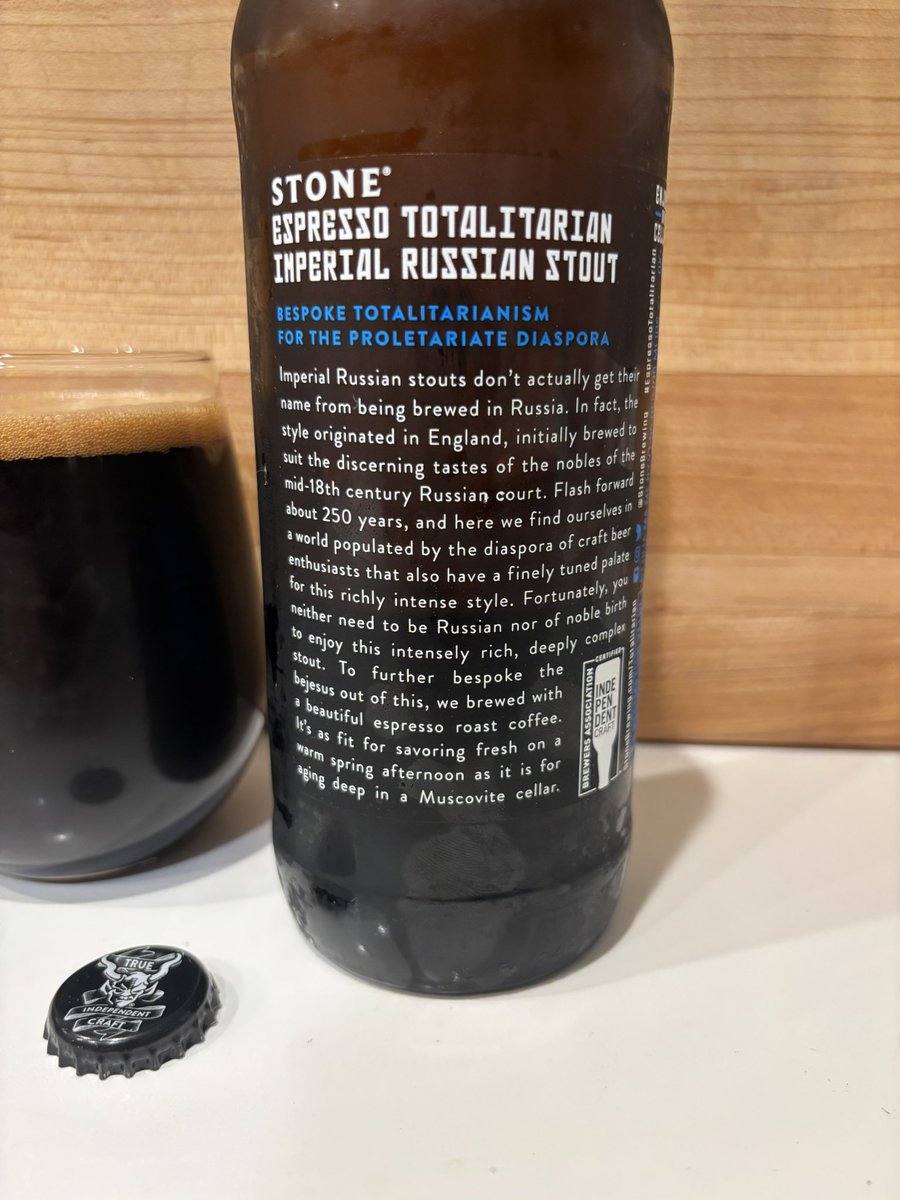 STONE®
ESPRESSO TOTALITARIAN
IMPERIAL RUSSIAN STOUT
BESPOKE TOTALITARIANISM
FOR THE PROLETARIATE DIASPORA
Imperial Russian stouts don't actually get their
name from being brewed in Russia. In fact, the
style originated in England, initially brewed to
suit the discerning tastes of the nobles of the
mid-18th century Russian court. Flash forward
about 250 years, and here we find ourselves in
a world populated by the diaspora of craft beer
enthusiasts that also have a finely tuned palate
for this richly intense style. Fortunately, you
neither need to be Russian nor of noble birth
to enjoy this intensely rich, deeply complex
stout. To further bespoke the
bejesus out of this, we brewed with
a beautiful espresso roast coffee.
It's as fit for savoring fresh on a
warm spring afternoon as it is for
aging deep in a Muscovite cellar.
BREWERS ASSOCIATION
CERTIFIED
INDE
PEN
DENT
CRAFT
@StoneBrewing #EspressoTotalitarian
StoneBrewing.com/Totalitarian
TRUE
INDEPENDENT
CRAFT